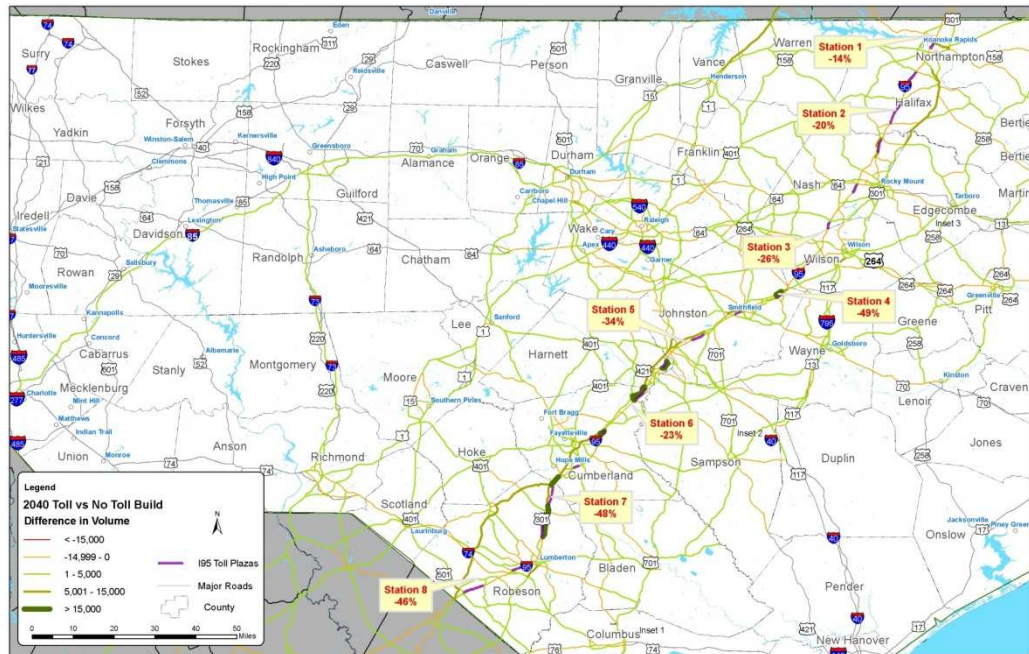 Danville
Eden
Surry
Stokes
Rockingham
Caswell
Person
Warren
Roanoke Rapids
Northampton
Station 1
-14%
Vance
Henderson
Granville
Reidsville
Wilkes
Halifax
Station 2
-20%
Bertie
Yadkin
Forsyth
Winston-Salem
Kernersville
Greensboro
Clemmons
High Point
Graham
Alamance
Orange
Durham
Durham
Franklin
Nash
Rocky Mount
Tarboro
Edgecombe
Martin
Inset 3
Davie
Thomasville
Lexington
Guilford
Carrboro
Chapel Hill
Raleigh
Wake
Cary
Apex
Garner
Iredell
Statesville
Davidson
Salisbury
Rowan
Asheboro
Randolph
Chatham
Station 3
-26%
Wilson
Wilson
Greenville
Pitt
Greene
Mooresville
Kannapolis
Huntersville
Concord
Cabarrus
Albemarle
Stanly
Montgomery
Lee
Sanford
Harnett
Station 5
-34%
Johnston
Smithfield
Station 4
-49%
Wayne
Goldsboro
Kinston
Lenoir
Craven
Mecklenburg
Charlotte
Mint Hill
Matthews
Indian Trail
Union
Monroe
Anson
Richmond
Moore
Southern Pines
Hoke
Fort Bragg
Fayetteville
Hope Mills
Cumberland
Station 6
-23%
Sampson
Inset 2
Duplin
Jones
Onslow
Jacksonville
Piney Green
Scotland
Laurinburg
Station 7
-48%
Lumberton
Robeson
Bladen
Station 8
-46%
Pender
Columbus
Inset 1
New Hanover
Legend
2040 Toll vs No Toll Build
Difference in Volume
< -15,000
-14,999 - 0
1 - 5,000
5,001 - 15,000
> 15,000
N
I95 Toll Plazas
Major Roads
County
0 5 10 20 30 40 50
Miles